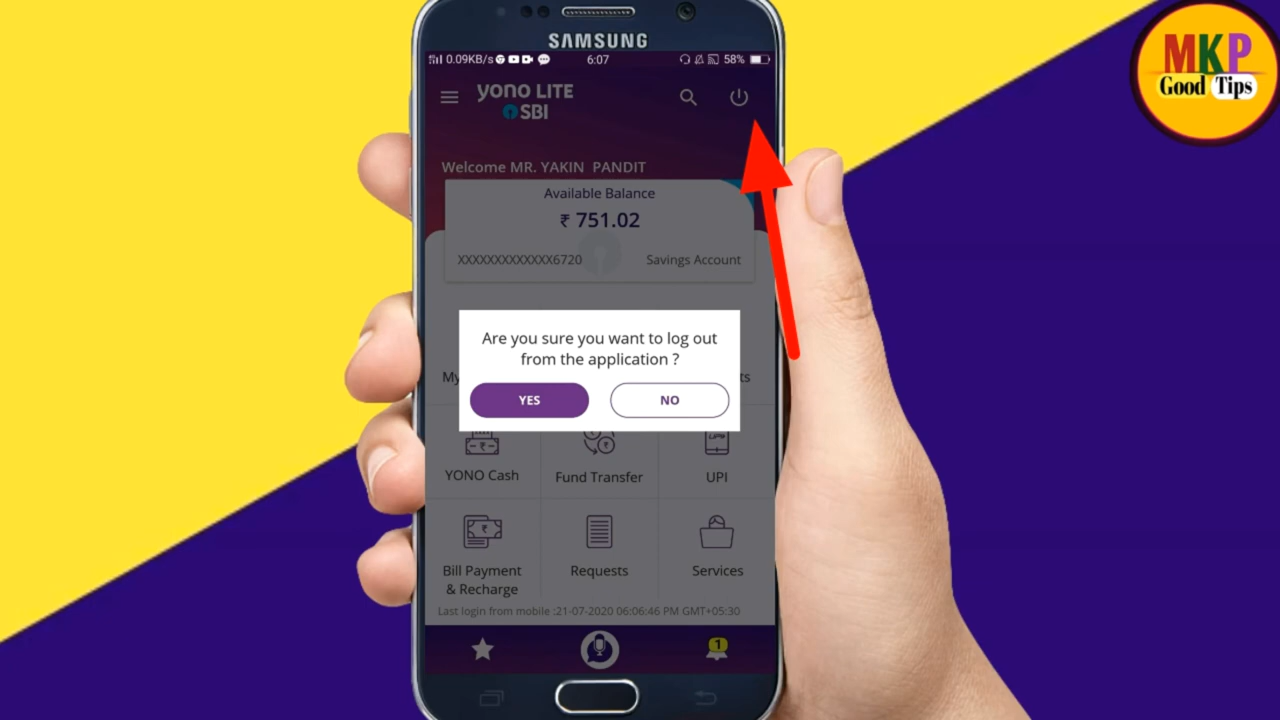 SAMSUNG
0.09KB/s 6:07 58%
yono LITE
SBI
MKP
Good Tips
Welcome MR. YAKIN PANDIT
Available Balance
₹ 751.02
XXXXXXXXXXXXX6720 Savings Account
Are you sure you want to log out
from the application ?
My ts
YES NO
YONO Cash Fund Transfer UPI
Bill Payment
& Recharge
Requests
Services
Last login from mobile :21-07-2020 06:06:46 PM GMT+05:30
1